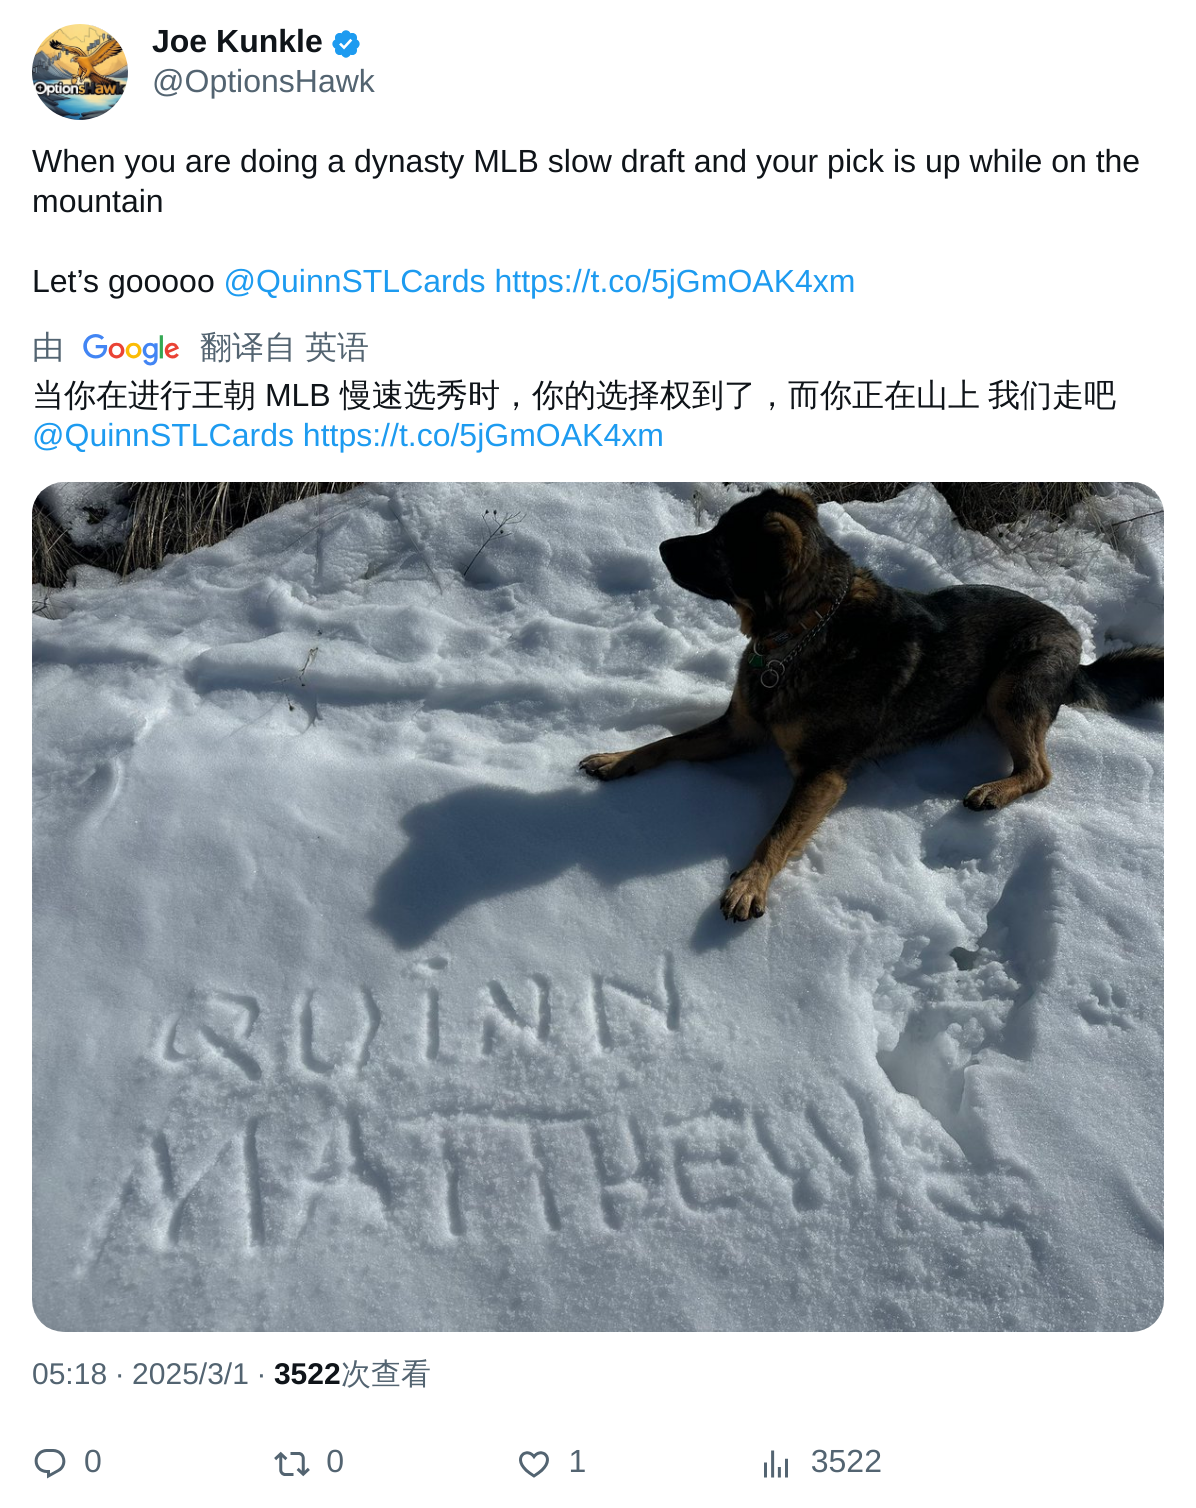 Joe Kunkle
@OptionsHawk
OptionsHawk
When you are doing a dynasty MLB slow draft and your pick is up while on the
mountain
Let’s gooooo @QuinnSTLCards https://t.co/5jGmOAK4xm
由 Google 翻译自 英语
当你在进行王朝 MLB 慢速选秀时，你的选择权到了，而你正在山上 我们走吧
@QuinnSTLCards https://t.co/5jGmOAK4xm
QUiNN
MATTHEWS
05:18 · 2025/3/1 · 3522次查看
0 0 1 3522